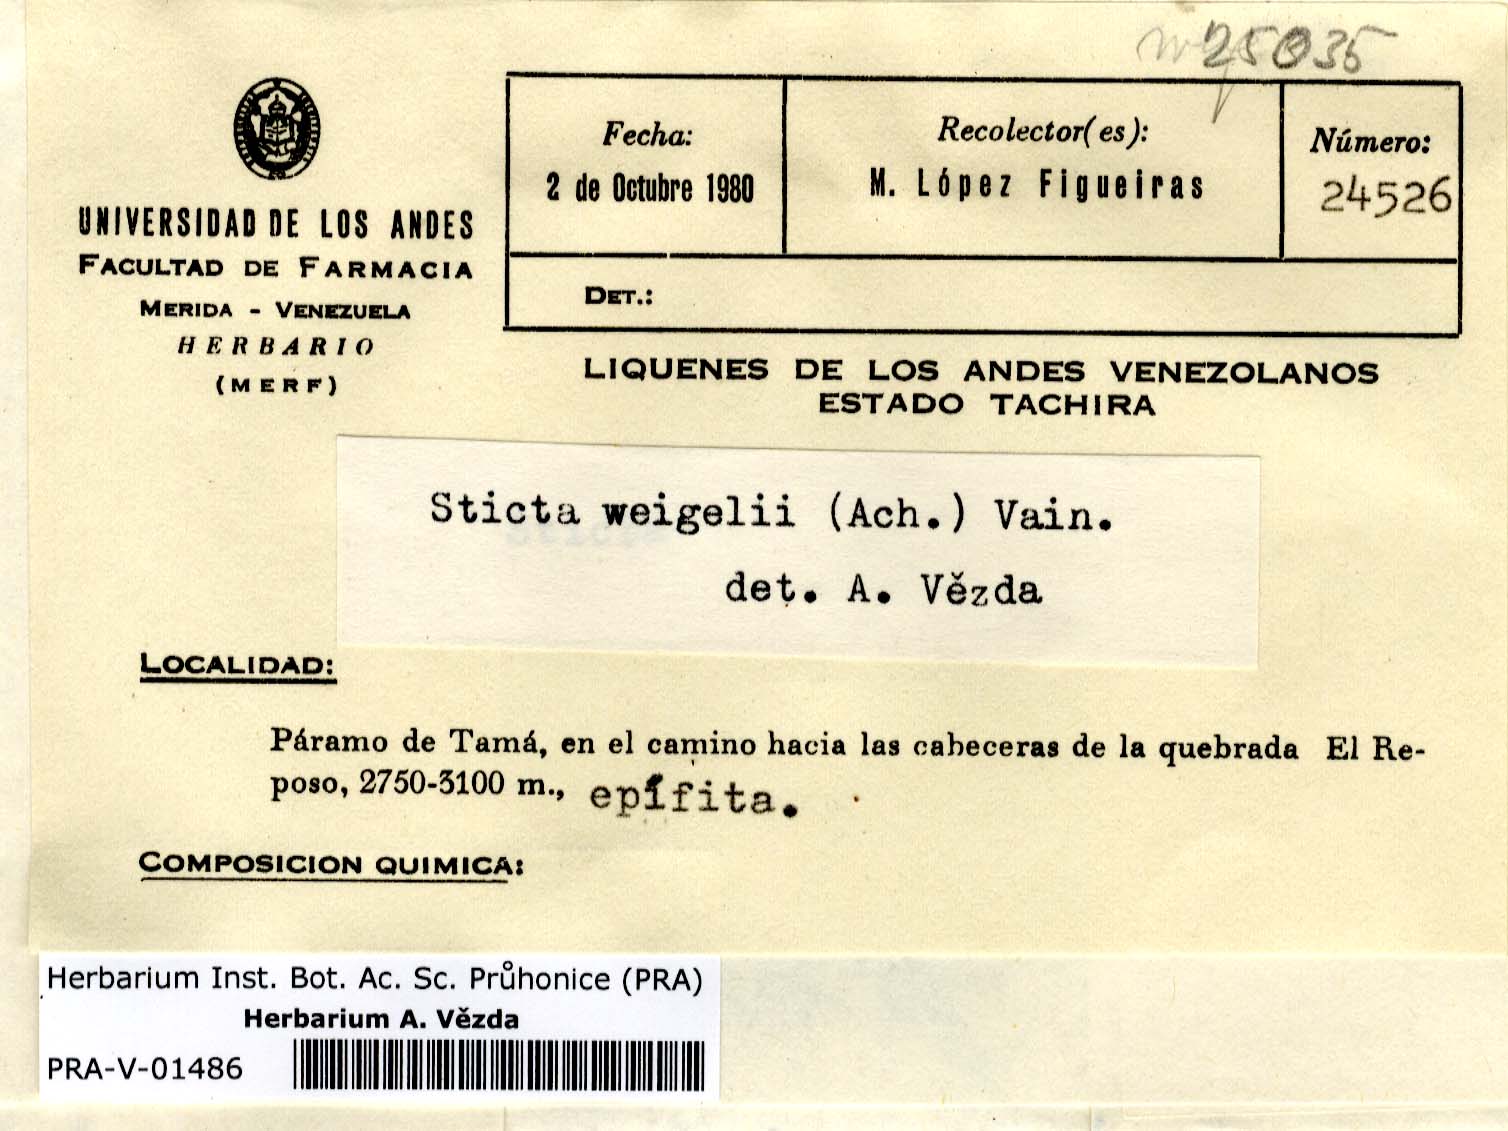 25035
UNIVERSIDAD DE LOS ANDES
FACULTAD DE FARMACIA
MERIDA - VENEZUELA
HERBARIO
(MERF)
Fecha:
2 de Octubre 1980
Recolector(es):
M. López Figueiras
Número:
24526
DET.:
LIQUENES DE LOS ANDES VENEZOLANOS
ESTADO TACHIRA
Sticta weigelii (Ach.) Vain.
det. A. Vězda
LOCALIDAD:
Páramo de Tamá, en el camino hacia las cabeceras de la quebrada El Re-
poso, 2750-3100 m., epífita.
COMPOSICION QUIMICA:
Herbarium Inst. Bot. Ac. Sc. Průhonice (PRA)
Herbarium A. Vězda
PRA-V-01486